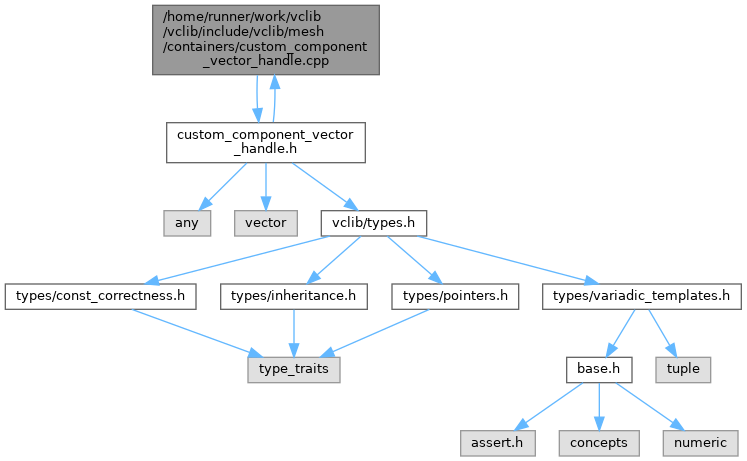 /home/runner/work/vclib
/vclib/include/vclib/mesh
/containers/custom_component
_vector_handle.cpp
custom_component_vector
_handle.h
any
vector
vclib/types.h
types/const_correctness.h
types/inheritance.h
types/pointers.h
types/variadic_templates.h
type_traits
base.h
tuple
assert.h
concepts
numeric